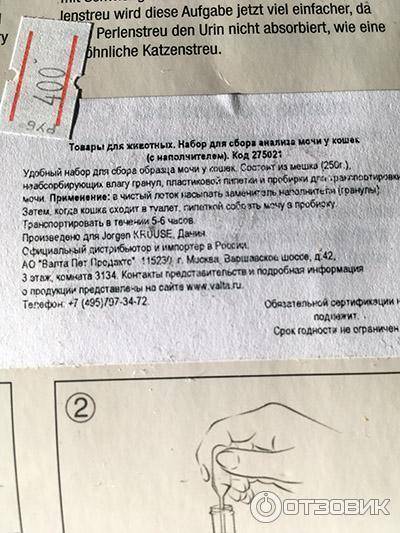 lenstreu wird diese Aufgabe jetzt viel einfacher, da
Perlenstreu den Urin nicht absorbiert, wie eine
öhnliche Katzenstreu.
400
Товары для животных. Набор для сбора анализа мочи у кошек
(с наполнителем). Код 275021
Удобный набор для сбора образца мочи у кошек. Состоит из мешка (250г.)
неабсорбирующих влагу гранул, пластиковой пипетки и пробирки для транспортировки
мочи. Применение: в чистый лоток насыпать заменитель наполнителя (гранулы).
Затем, когда кошка сходит в туалет, пипеткой собрать мочу в пробирку.
Транспортировать в течении 5-6 часов.
Произведено для Jorgen KRUUSE, Дания.
Официальный дистрибьютор и импортер в России.
АО "Валта Пет Продактс" 115230 г. Москва, Варшавское шоссе, д.42,
3 этаж, комната 3134. Контакты представительств и подробная информация
о продукции представлены на сайте www.valta.ru.
Телефон: +7 (495)797-34-72.
Обязательной сертификации н
подлежит.
Срок годности не ограничен
2
ОТЗОВИК